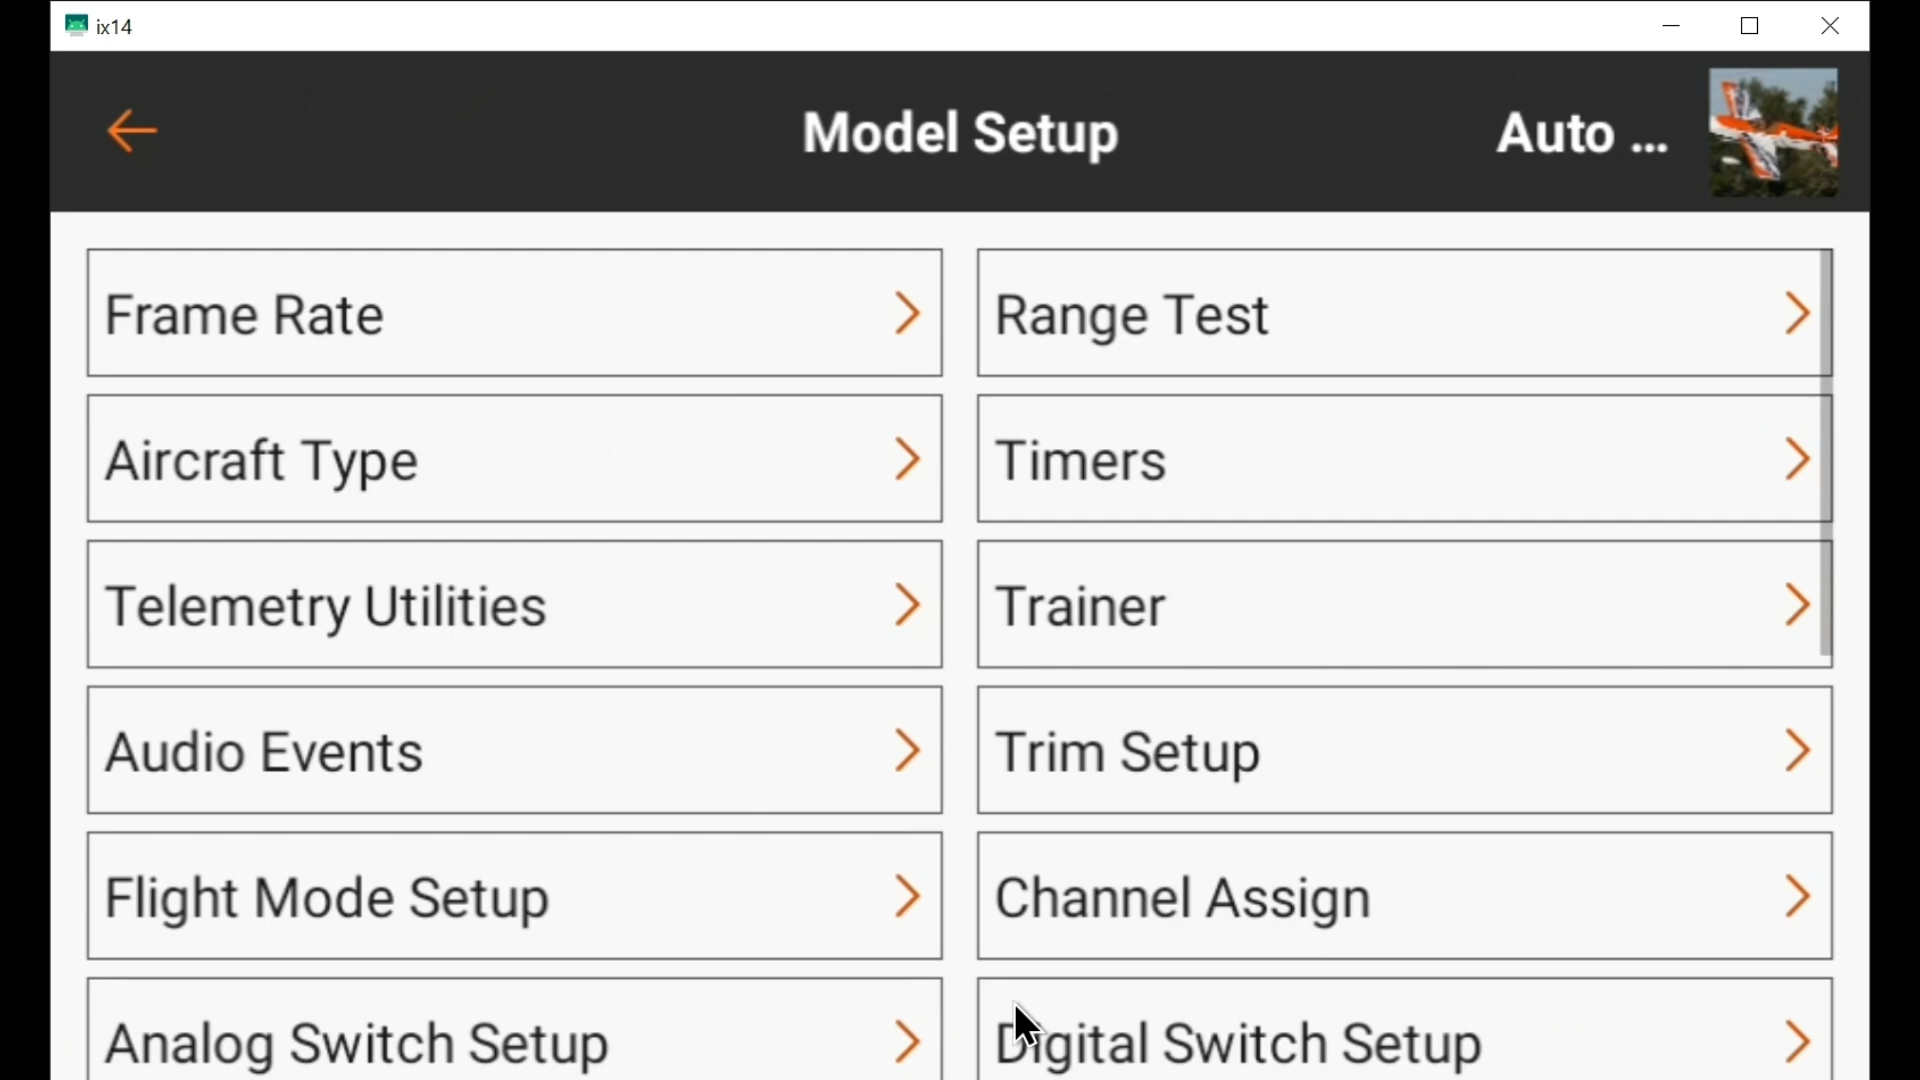 ix14
Model Setup
Auto ...
Frame Rate
Range Test
Aircraft Type
Timers
Telemetry Utilities
Trainer
Audio Events
Trim Setup
Flight Mode Setup
Channel Assign
Analog Switch Setup
Digital Switch Setup